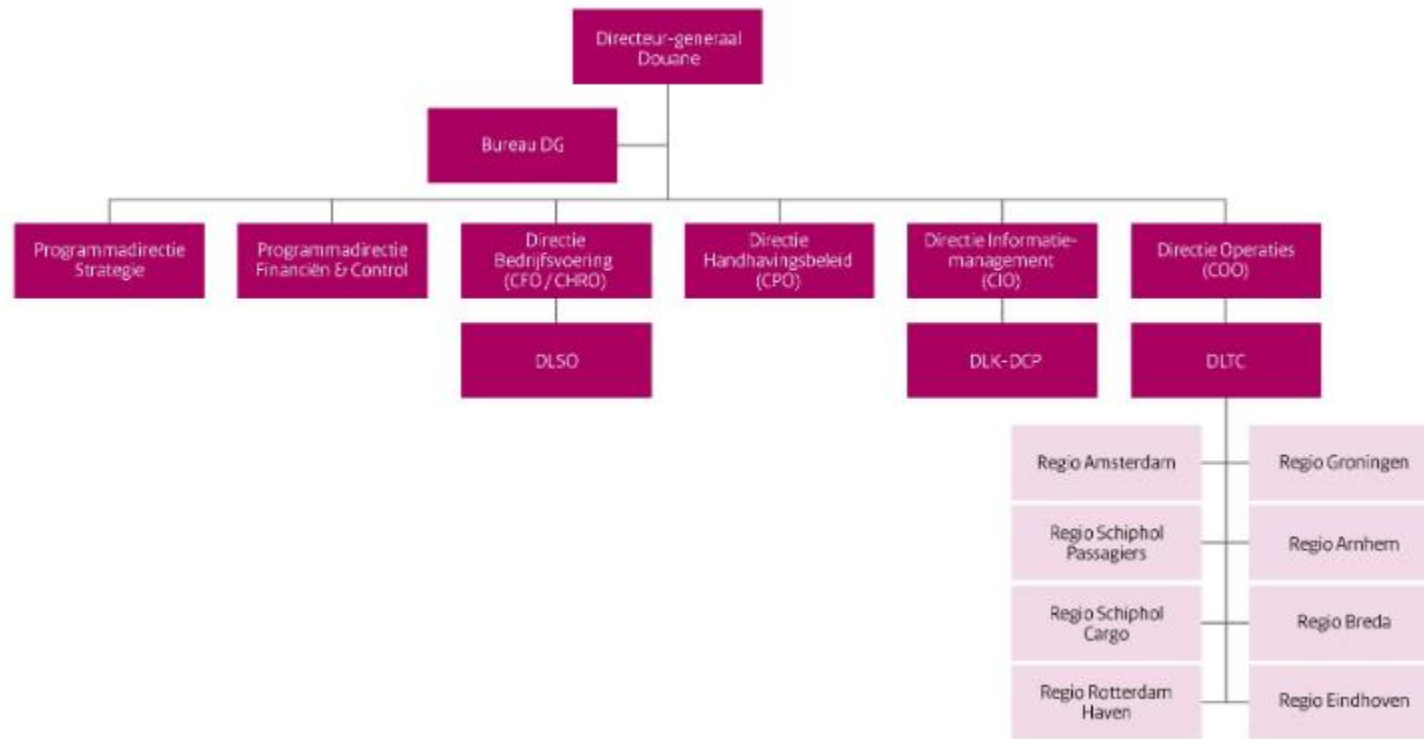 Directeur-generaal
Douane
Bureau DG
Programmadirectie
Strategie
Programmadirectie
Financiën & Control
Directie
Bedrijfsvoering
(CFO / CHRO)
Directie
Handhavingsbeleid
(CPO)
Directie Informatie-
management
(CIO)
Directie Operaties
(COO)
DLSO
DLK-DCP
DLTC
Regio Amsterdam
Regio Groningen
Regio Schiphol
Passagiers
Regio Arnhem
Regio Schiphol
Cargo
Regio Breda
Regio Rotterdam
Haven
Regio Eindhoven